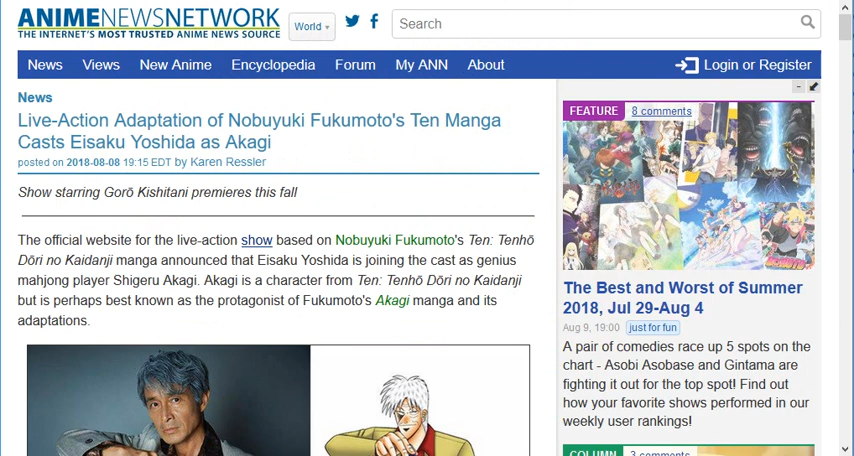 ANIMENEWSNETWORK
THE INTERNET'S MOST TRUSTED ANIME NEWS SOURCE
World
Search
News Views New Anime Encyclopedia Forum My ANN About Login or Register
News
Live-Action Adaptation of Nobuyuki Fukumoto's Ten Manga
Casts Eisaku Yoshida as Akagi
posted on 2018-08-08 19:15 EDT by Karen Ressler
Show starring Gorō Kishitani premieres this fall
The official website for the live-action show based on Nobuyuki Fukumoto's Ten: Tenhō
Dōri no Kaidanji manga announced that Eisaku Yoshida is joining the cast as genius
mahjong player Shigeru Akagi. Akagi is a character from Ten: Tenhō Dōri no Kaidanji
but is perhaps best known as the protagonist of Fukumoto's Akagi manga and its
adaptations.
FEATURE 8 comments
BORUTO
The Best and Worst of Summer
2018, Jul 29-Aug 4
Aug 9, 19:00 just for fun
A pair of comedies race up 5 spots on the
chart - Asobi Asobase and Gintama are
fighting it out for the top spot! Find out
how your favorite shows performed in our
weekly user rankings!
COLUMN 3 comments